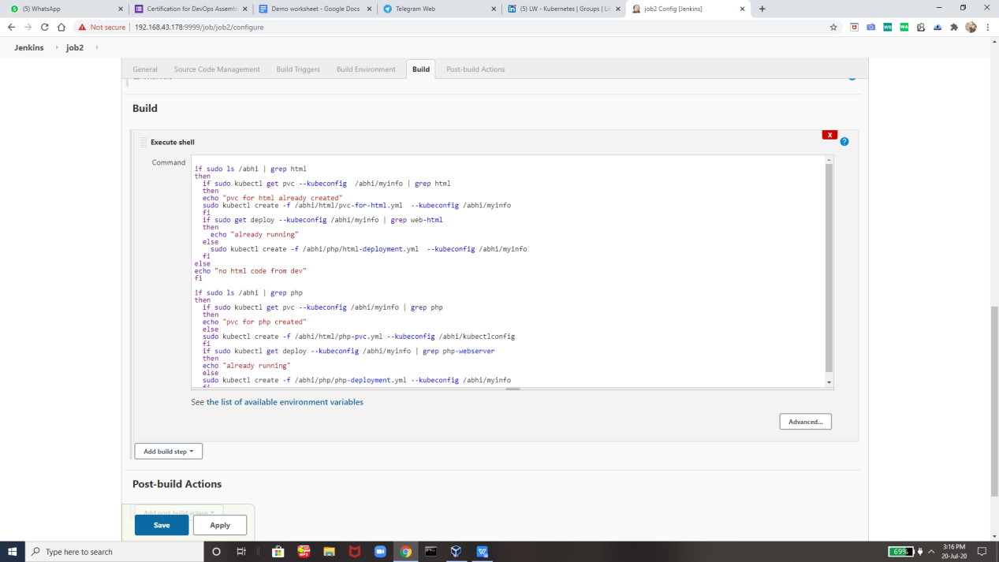 (5) WhatsApp
Certification for DevOps Assembl
Demo worksheet - Google Docs
Telegram Web
(5) LW - Kubernetes | Groups | Lin
job2 Config [Jenkins]
Not secure | 192.168.43.178:9999/job/job2/configure
Jenkins
job2
General
Source Code Management
Build Triggers
Build Environment
Build
Post-build Actions
Build
Execute shell
X
?
Command
if sudo ls /abhi | grep html
then
if sudo kubectl get pvc --kubeconfig /abhi/myinfo | grep html
then
echo "pvc for html already created"
sudo kubectl create -f /abhi/html/pvc-for-html.yml --kubeconfig /abhi/myinfo
fi
if sudo get deploy --kubeconfig /abhi/myinfo | grep web-html
then
echo "already running"
else
sudo kubectl create -f /abhi/php/html-deployment.yml --kubeconfig /abhi/myinfo
fi
else
echo "no html code from dev"
fi
if sudo ls /abhi | grep php
then
if sudo kubectl get pvc --kubeconfig /abhi/myinfo | grep php
then
echo "pvc for php created"
else
sudo kubectl create -f /abhi/html/php-pvc.yml --kubeconfig /abhi/kubectlconfig
fi
if sudo kubectl get deploy --kubeconfig /abhi/myinfo | grep php-webserver
then
echo "already running"
else
sudo kubectl create -f /abhi/php/php-deployment.yml --kubeconfig /abhi/myinfo
fi
See the list of available environment variables
Advanced...
Add build step
Post-build Actions
Add post-build action
Save
Apply
Type here to search
69%
3:16 PM
20-Jul-20